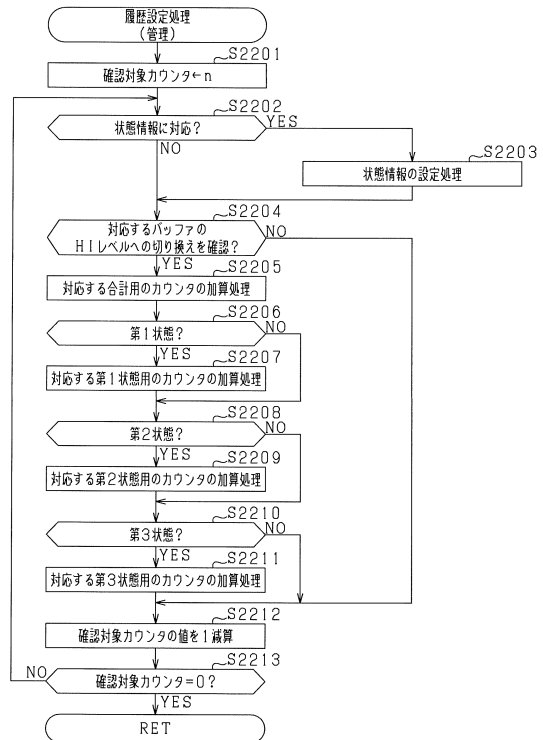 履歴設定処理
(管理)
S2201
確認対象カウンタ←n
S2202
状態情報に対応?
YES
NO
S2203
状態情報の設定処理
S2204
対応するバッファの
HIレベルへの切り換えを確認?
NO
YES
S2205
対応する合計用のカウンタの加算処理
S2206
第1状態?
NO
YES
S2207
対応する第1状態用のカウンタの加算処理
S2208
第2状態?
NO
YES
S2209
対応する第2状態用のカウンタの加算処理
S2210
第3状態?
NO
YES
S2211
対応する第3状態用のカウンタの加算処理
S2212
確認対象カウンタの値を1減算
S2213
NO
確認対象カウンタ=0?
YES
RET